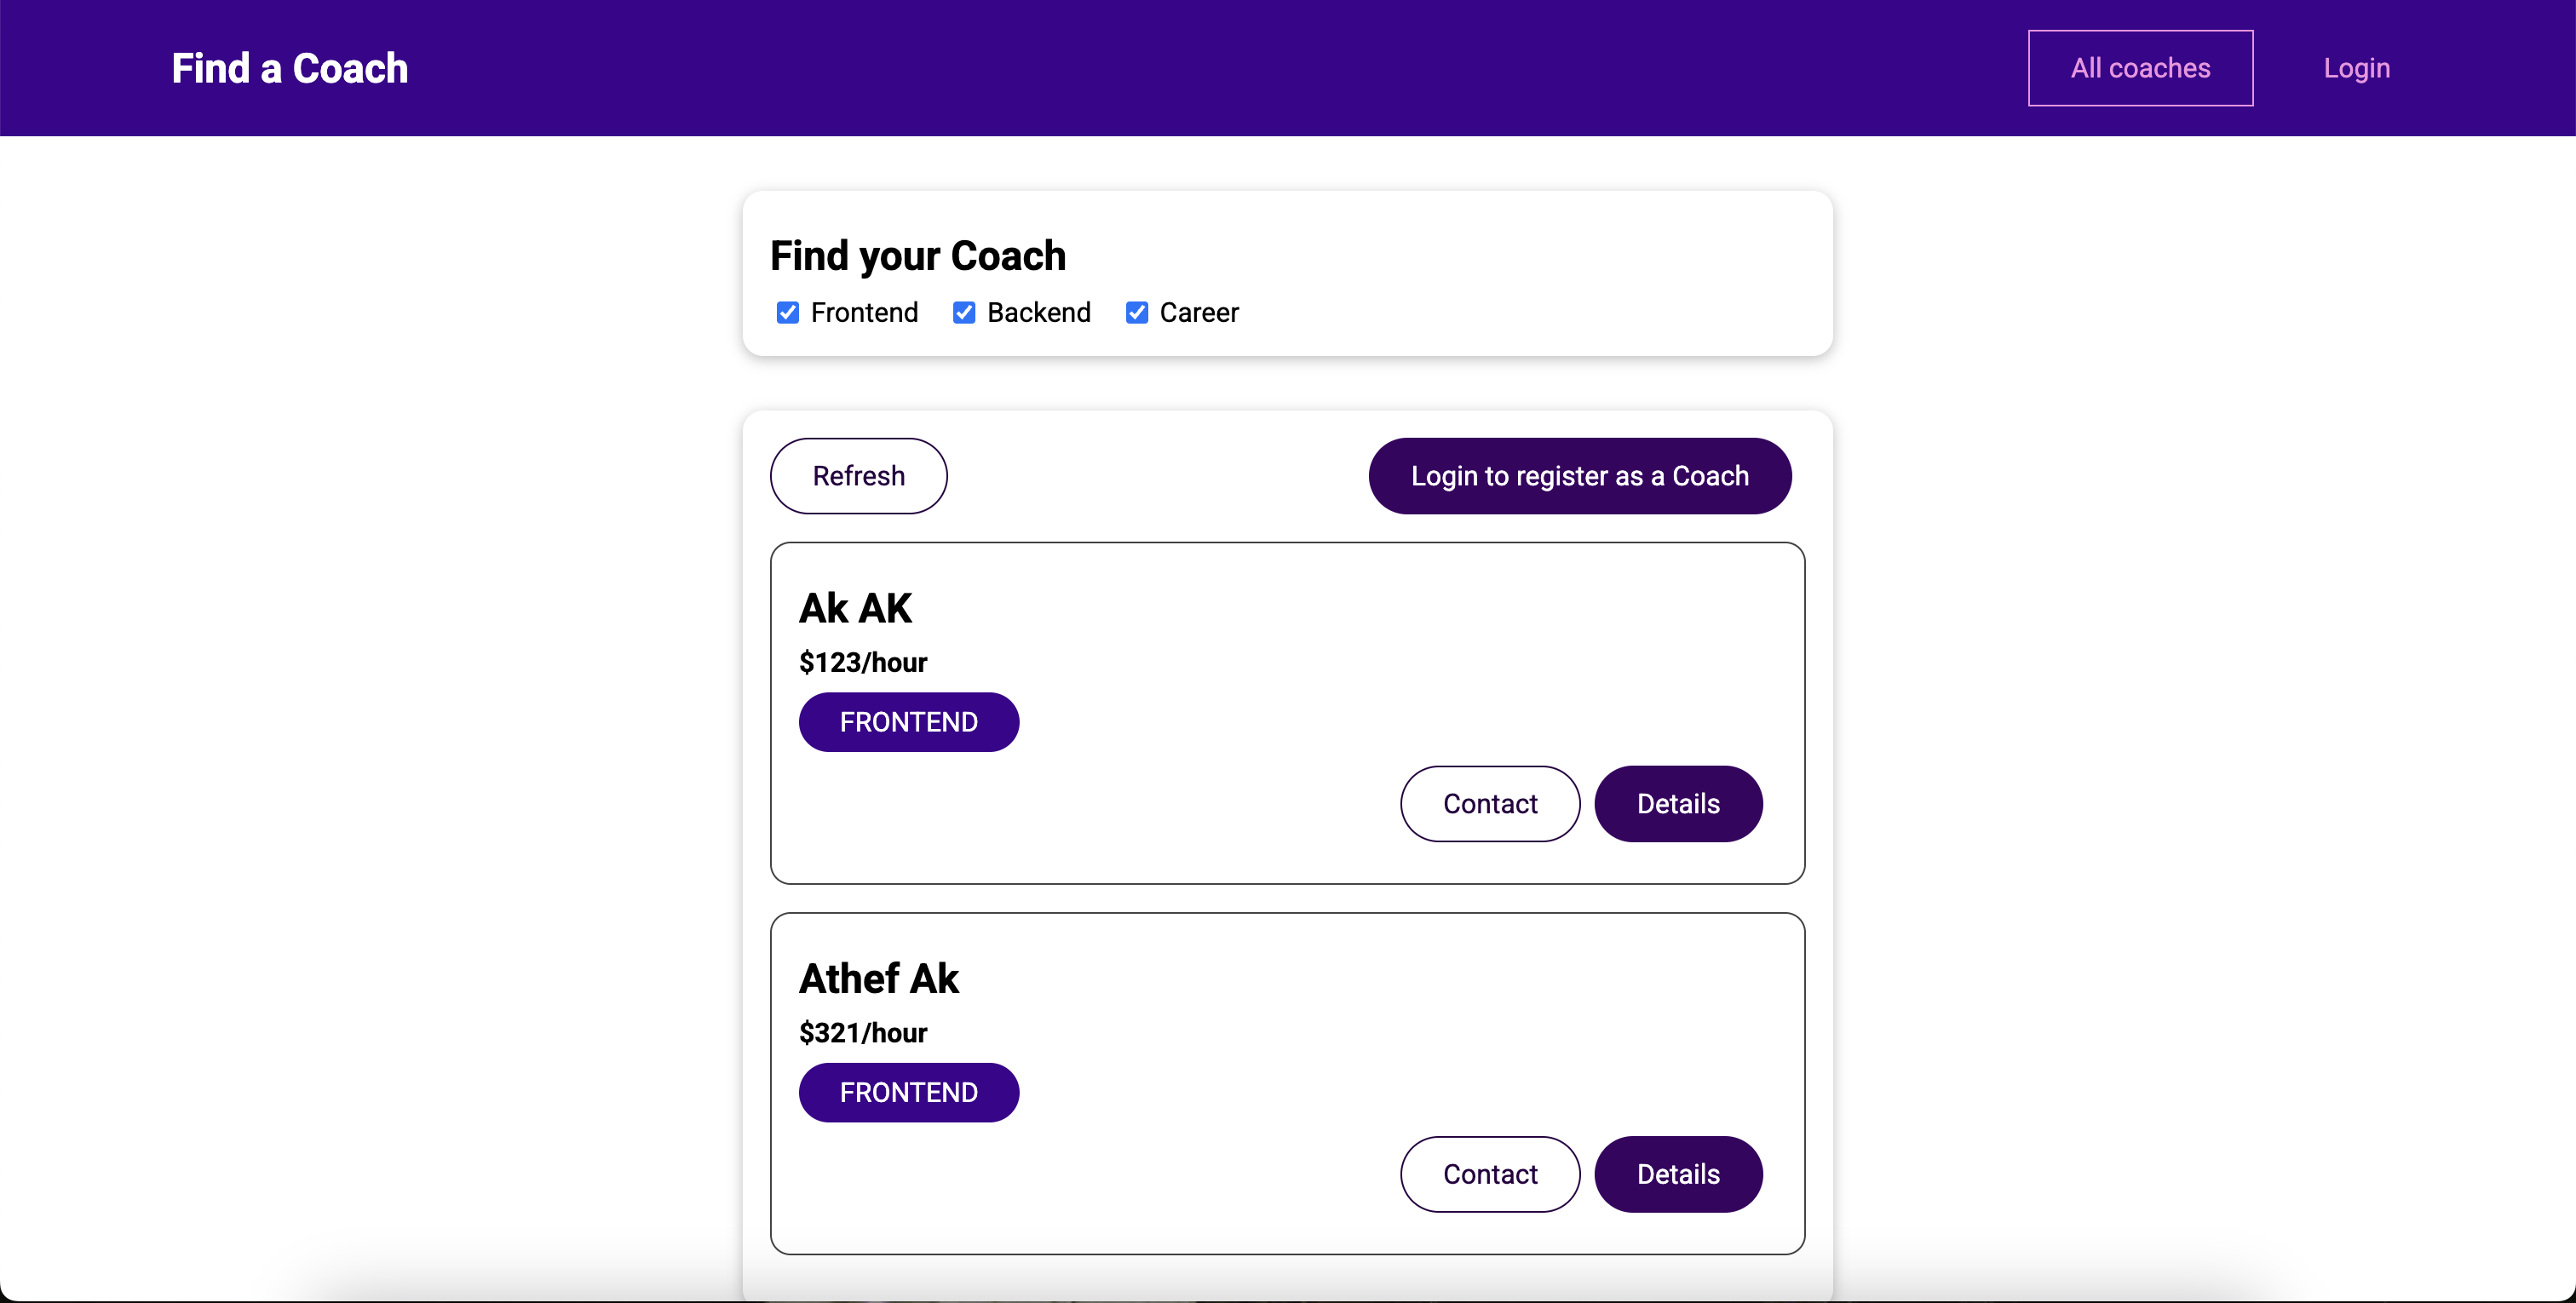 Find a Coach
All coaches
Login
Find your Coach
Frontend
Backend
Career
Refresh
Login to register as a Coach
Ak AK
$123/hour
FRONTEND
Contact
Details
Athef Ak
$321/hour
FRONTEND
Contact
Details